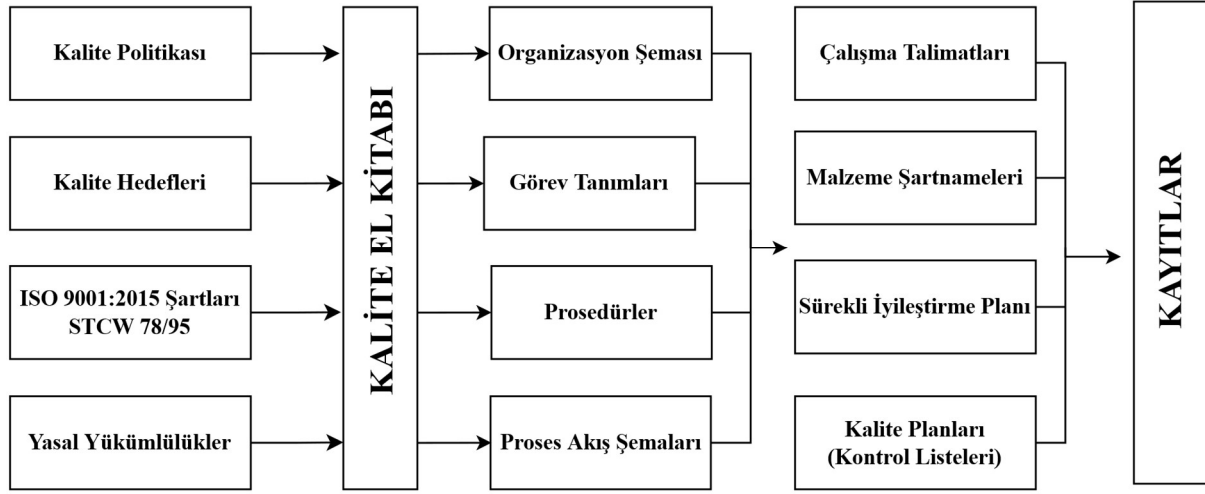 Kalite Politikası
Kalite Hedefleri
ISO 9001:2015 Şartları
STCW 78/95
Yasal Yükümlülükler
KALİTE EL KİTABI
Organizasyon Şeması
Görev Tanımları
Prosedürler
Proses Akış Şemaları
Çalışma Talimatları
Malzeme Şartnameleri
Sürekli İyileştirme Planı
Kalite Planları
(Kontrol Listeleri)
KAYITLAR